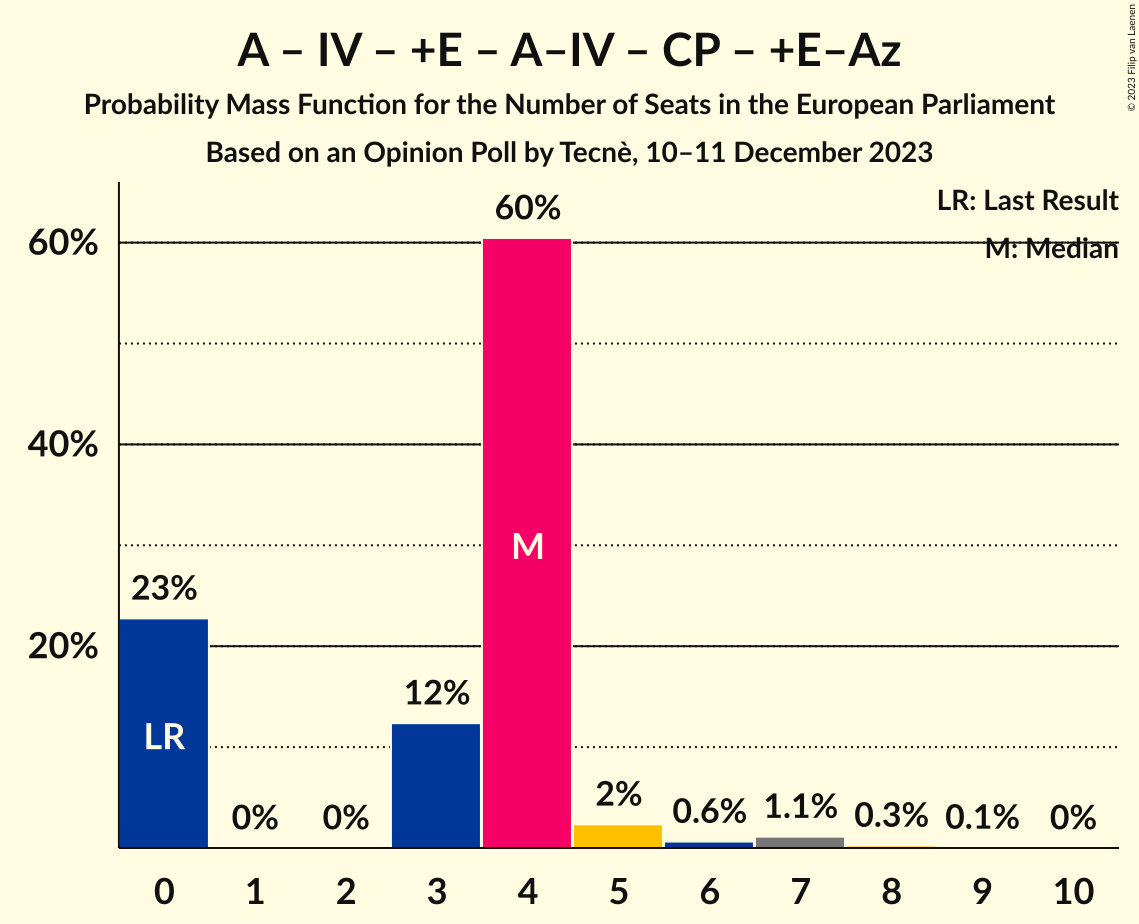 A – IV – +E – A–IV – CP – +E–Az
Probability Mass Function for the Number of Seats in the European Parliament
Based on an Opinion Poll by Tecnè, 10–11 December 2023
© 2023 Filip van Laenen
LR: Last Result
M: Median
60%
40%
20%
23%
0%
0%
12%
60%
2%
0.6%
1.1%
0.3%
0.1%
0%
LR
M
0 1 2 3 4 5 6 7 8 9 10